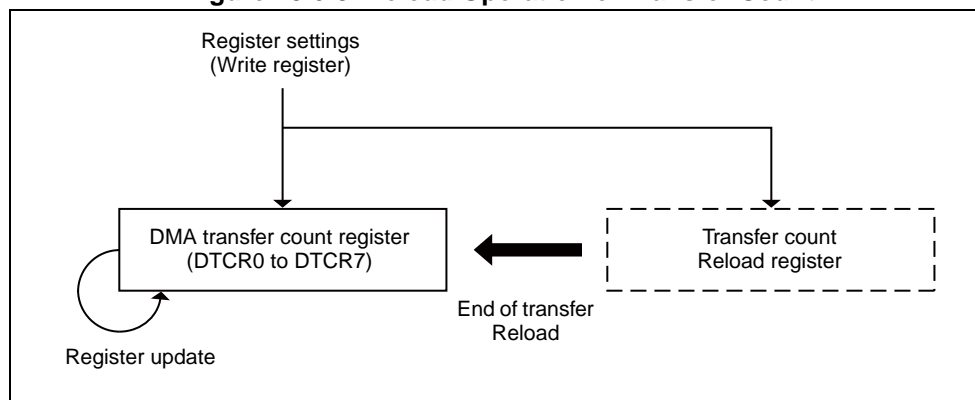 Register settings
(Write register)
DMA transfer count register
(DTCR0 to DTCR7)
Transfer count
Reload register
End of transfer
Reload
Register update